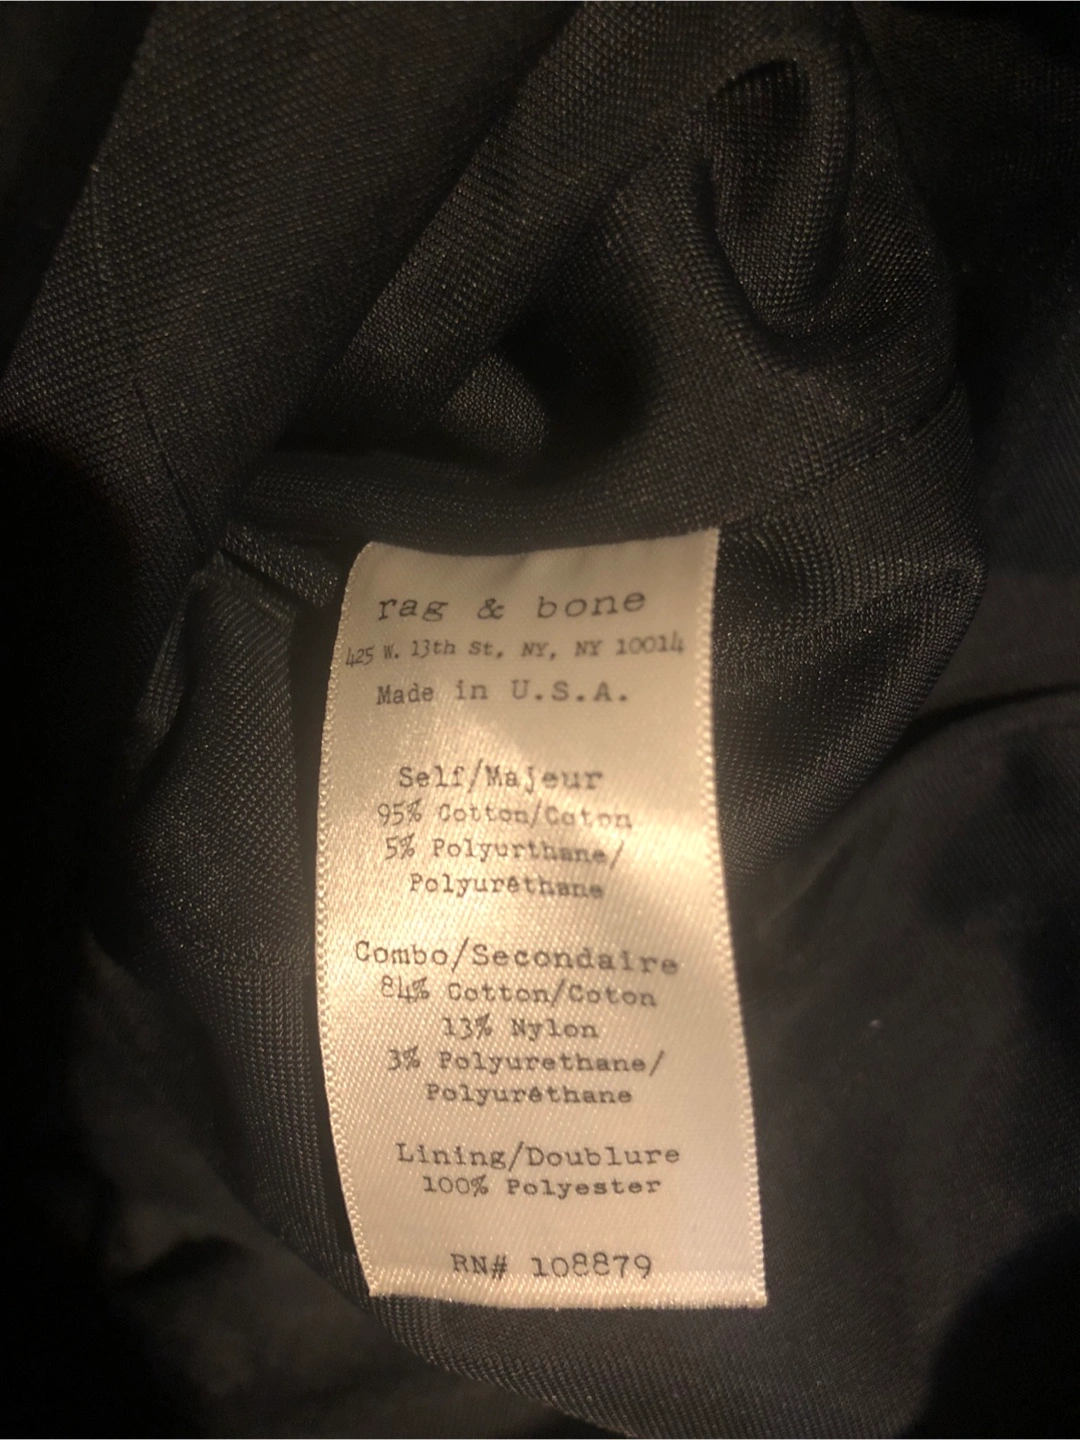 rag & bone
425 W. 13th St, NY, NY 10014
Made in U.S.A.
Self/Majeur
95% Cotton/Coton
5% Polyurthane/
Polyuréthane
Combo/Secondaire
84% Cotton/Coton
13% Nylon
3% Polyurethane/
Polyuréthane
Lining/Doublure
100% Polyester
RN# 108879